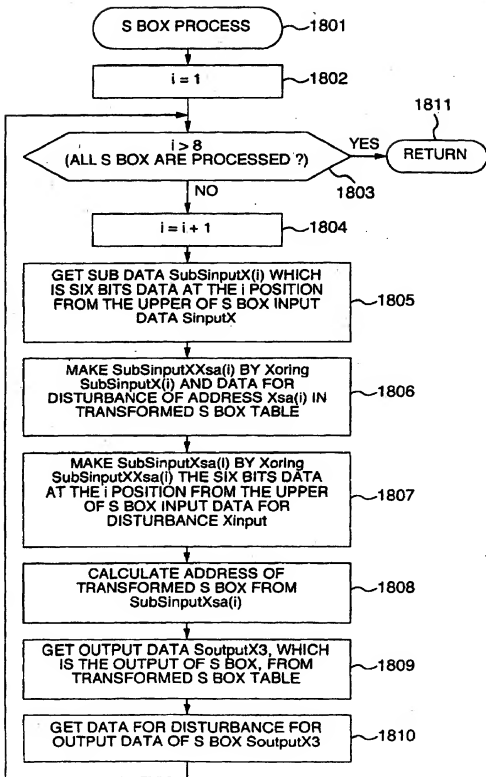 S BOX PROCESS
1801
i = 1
1802
i > 8
(ALL S BOX ARE PROCESSED ?)
YES
1811
RETURN
1803
NO
i = i + 1
1804
GET SUB DATA SubSinputX(i) WHICH
IS SIX BITS DATA AT THE i POSITION
FROM THE UPPER OF S BOX INPUT
DATA SinputX
1805
MAKE SubSinputXXsa(i) BY Xoring
SubSinputX(i) AND DATA FOR
DISTURBANCE OF ADDRESS Xsa(i) IN
TRANSFORMED S BOX TABLE
1806
MAKE SubSinputXsa(i) BY Xoring
SubSinputXXsa(i) THE SIX BITS DATA
AT THE i POSITION FROM THE UPPER
OF S BOX INPUT DATA FOR
DISTURBANCE Xinput
1807
CALCULATE ADDRESS OF
TRANSFORMED S BOX FROM
SubSinputXsa(i)
1808
GET OUTPUT DATA SoutputX3, WHICH
IS THE OUTPUT OF S BOX, FROM
TRANSFORMED S BOX TABLE
1809
GET DATA FOR DISTURBANCE FOR
OUTPUT DATA OF S BOX SoutputX3
1810